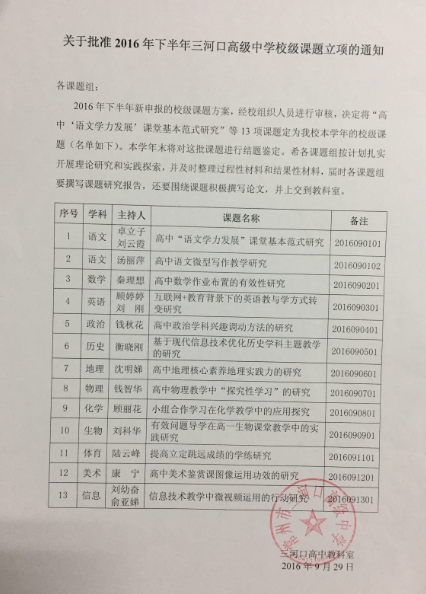 关于批准 2016 年下半年三河口高级中学校级课题立项的通知
各课题组：
2016 年下半年新申报的校级课题方案，经校组织人员进行审核，决定将“高
中‘语文学力发展’课堂基本范式研究”等 13 项课题定为我校本学年的校级课
题（名单如下）。本学年末将对这批课题进行结题鉴定。希各课题组按计划扎实
开展理论研究和实践探索，并及时整理过程性材料和结果性材料，届时各课题组
要撰写课题研究报告，还要围绕课题积极撰写论文，并上交到教科室。
序号 学科 主持人 课题名称 备注
1 语文 卓立子 刘云霞 高中“语文学力发展”课堂基本范式研究 2016090101
2 语文 汤丽萍 高中语文微型写作教学研究 2016090102
3 数学 秦理想 高中数学作业布置的有效性研究 2016090201
4 英语 顾婷婷 刘 刚 互联网+教育背景下的英语教与学方式转
变研究 2016090301
5 政治 钱秋花 高中政治学科兴趣调动方法的研究 2016090401
6 历史 衡晓刚 基于现代信息技术优化历史学科主题教学
的研究 2016090501
7 地理 沈明娣 高中地理核心素养地理实践力的研究 2016090601
8 物理 钱智华 高中物理教学中“探究性学习”的研究 2016090701
9 化学 顾丽花 小组合作学习在化学教学中的应用探究 2016090801
10 生物 刘科华 有效问题导学在高一生物课堂教学中的实
践研究 2016090901
11 体育 陆云峰 提高立定跳远成绩的学练研究 2016091101
12 美术 康 宁 高中美术鉴赏课图像运用功效的研究 2016091201
13 信息 刘幼奋 俞亚娣 信息技术教学中微视频运用的行动研究 2016091301
三河口高中教科室
2016 年 9 月 29 日